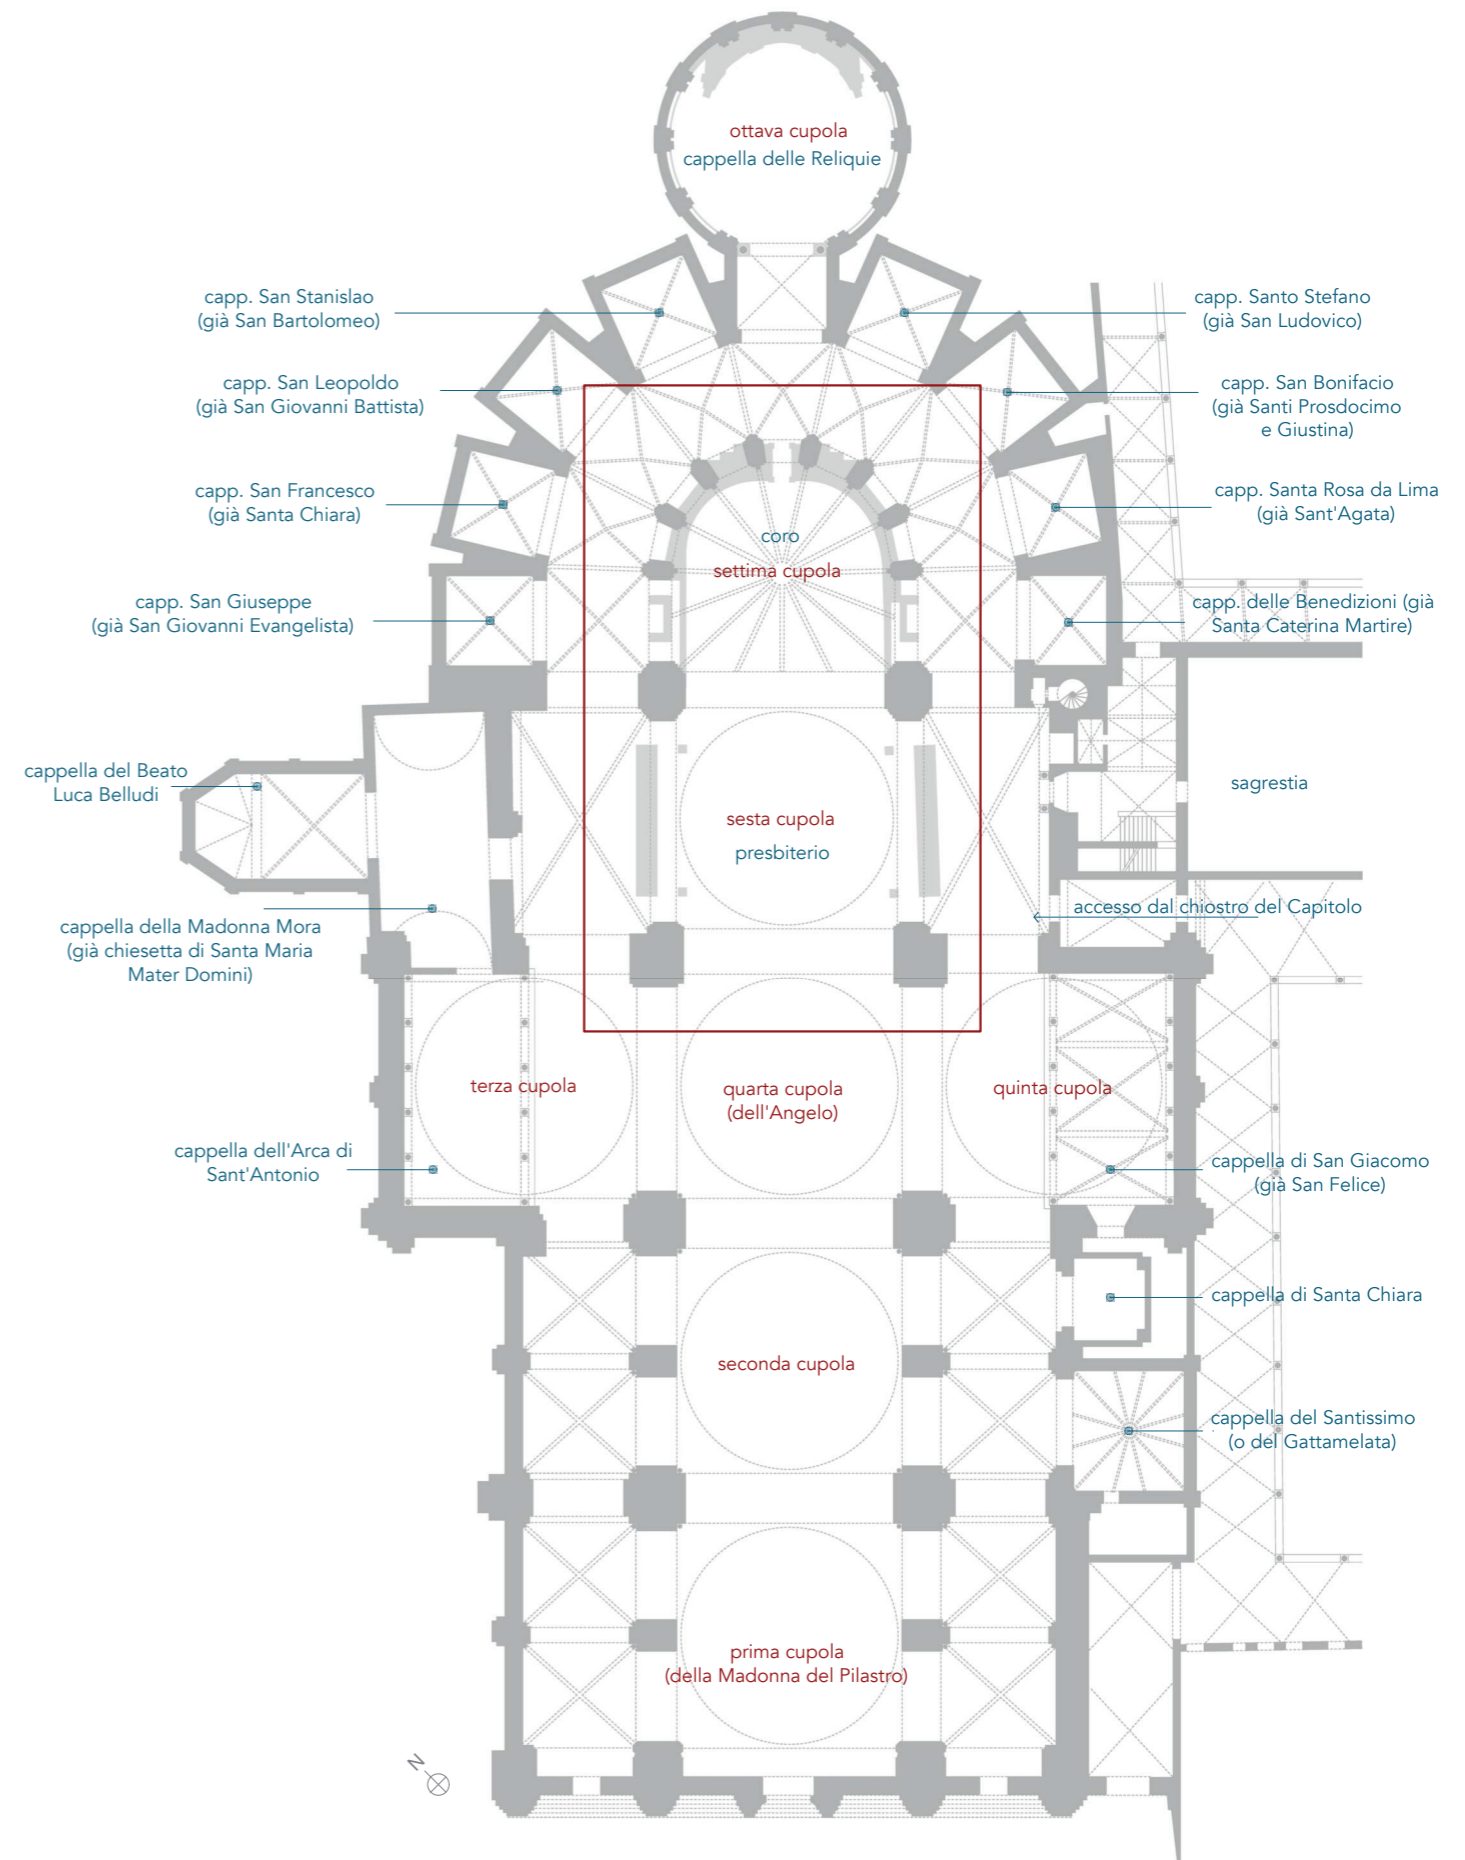 ottava cupola
cappella delle Reliquie
capp. San Stanislao
(già San Bartolomeo)
capp. Santo Stefano
(già San Ludovico)
capp. San Leopoldo
(già San Giovanni Battista)
capp. San Bonifacio
(già Santi Prosdocimo
e Giustina)
capp. San Francesco
(già Santa Chiara)
capp. Santa Rosa da Lima
(già Sant'Agata)
coro
settima cupola
capp. San Giuseppe
(già San Giovanni Evangelista)
capp. delle Benedizioni (già
Santa Caterina Martire)
cappella del Beato
Luca Belludi
sagrestia
sesta cupola
presbiterio
accesso dal chiostro del Capitolo
cappella della Madonna Mora
(già chiesetta di Santa Maria
Mater Domini)
terza cupola
quarta cupola
(dell'Angelo)
quinta cupola
cappella dell'Arca di
Sant'Antonio
cappella di San Giacomo
(già San Felice)
cappella di Santa Chiara
seconda cupola
cappella del Santissimo
(o del Gattamelata)
prima cupola
(della Madonna del Pilastro)
N